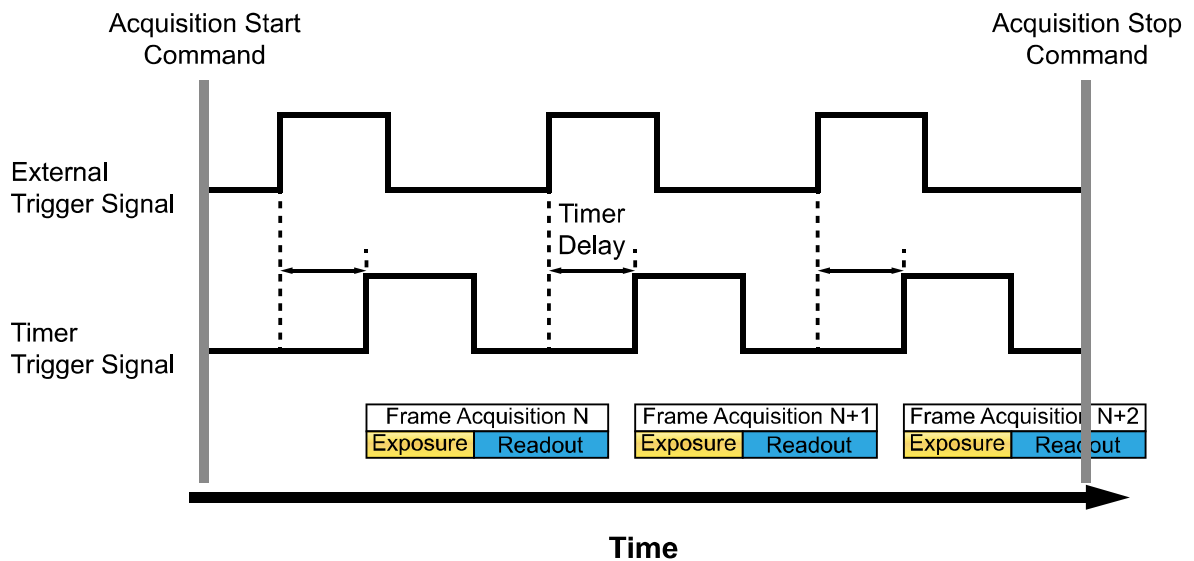 Acquisition Start
Command
Acquisition Stop
Command
External
Trigger Signal
Timer
Delay
Timer
Trigger Signal
Frame Acquisition N
Frame Acquisition N+1
Frame Acquisition N+2
Exposure
Readout
Exposure
Readout
Exposure
Readout
Time